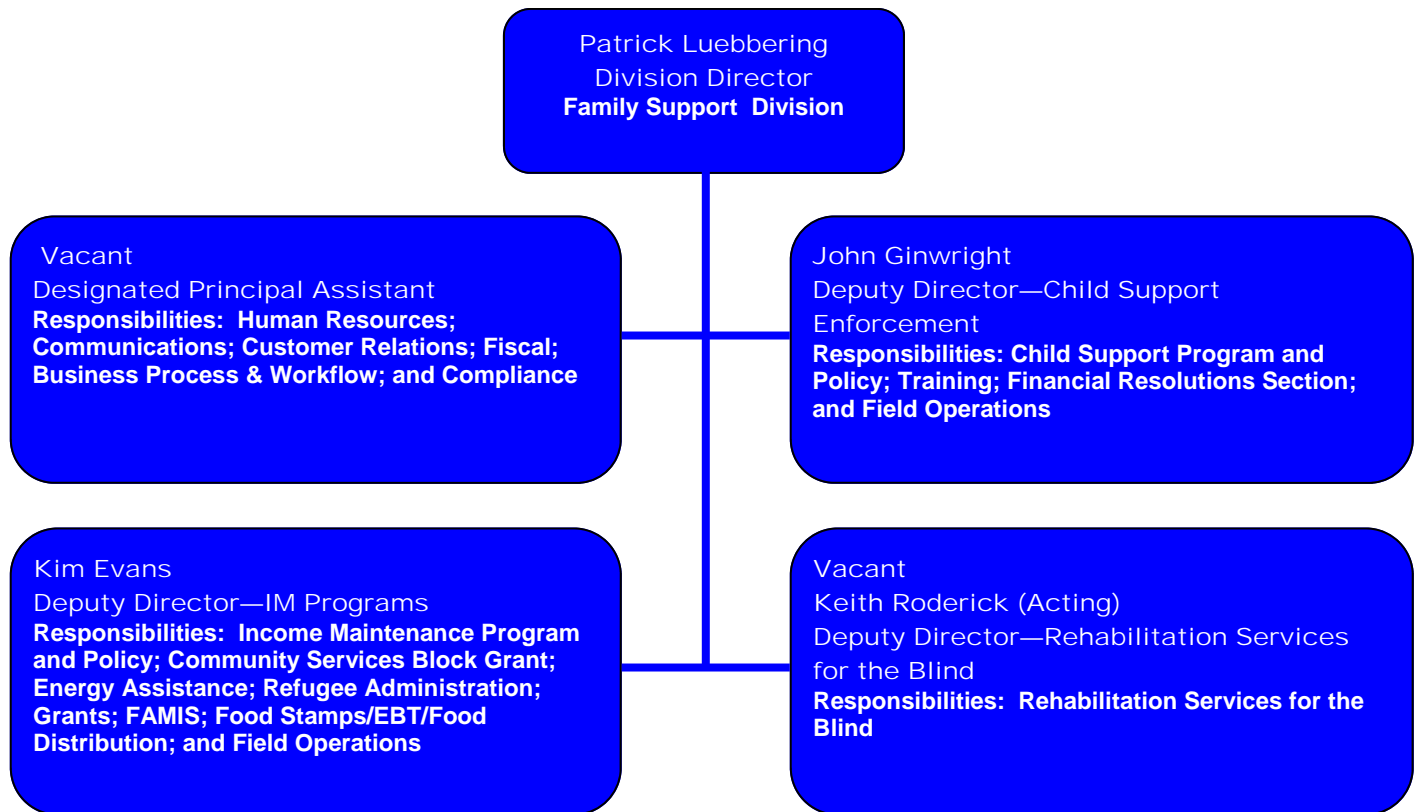 Patrick Luebbering
Division Director
Family Support Division
Vacant
Designated Principal Assistant
Responsibilities: Human Resources;
Communications; Customer Relations; Fiscal;
Business Process & Workflow; and Compliance
John Ginwright
Deputy Director—Child Support
Enforcement
Responsibilities: Child Support Program and
Policy; Training; Financial Resolutions Section;
and Field Operations
Kim Evans
Deputy Director—IM Programs
Responsibilities: Income Maintenance Program
and Policy; Community Services Block Grant;
Energy Assistance; Refugee Administration;
Grants; FAMIS; Food Stamps/EBT/Food
Distribution; and Field Operations
Vacant
Keith Roderick (Acting)
Deputy Director—Rehabilitation Services
for the Blind
Responsibilities: Rehabilitation Services for the
Blind